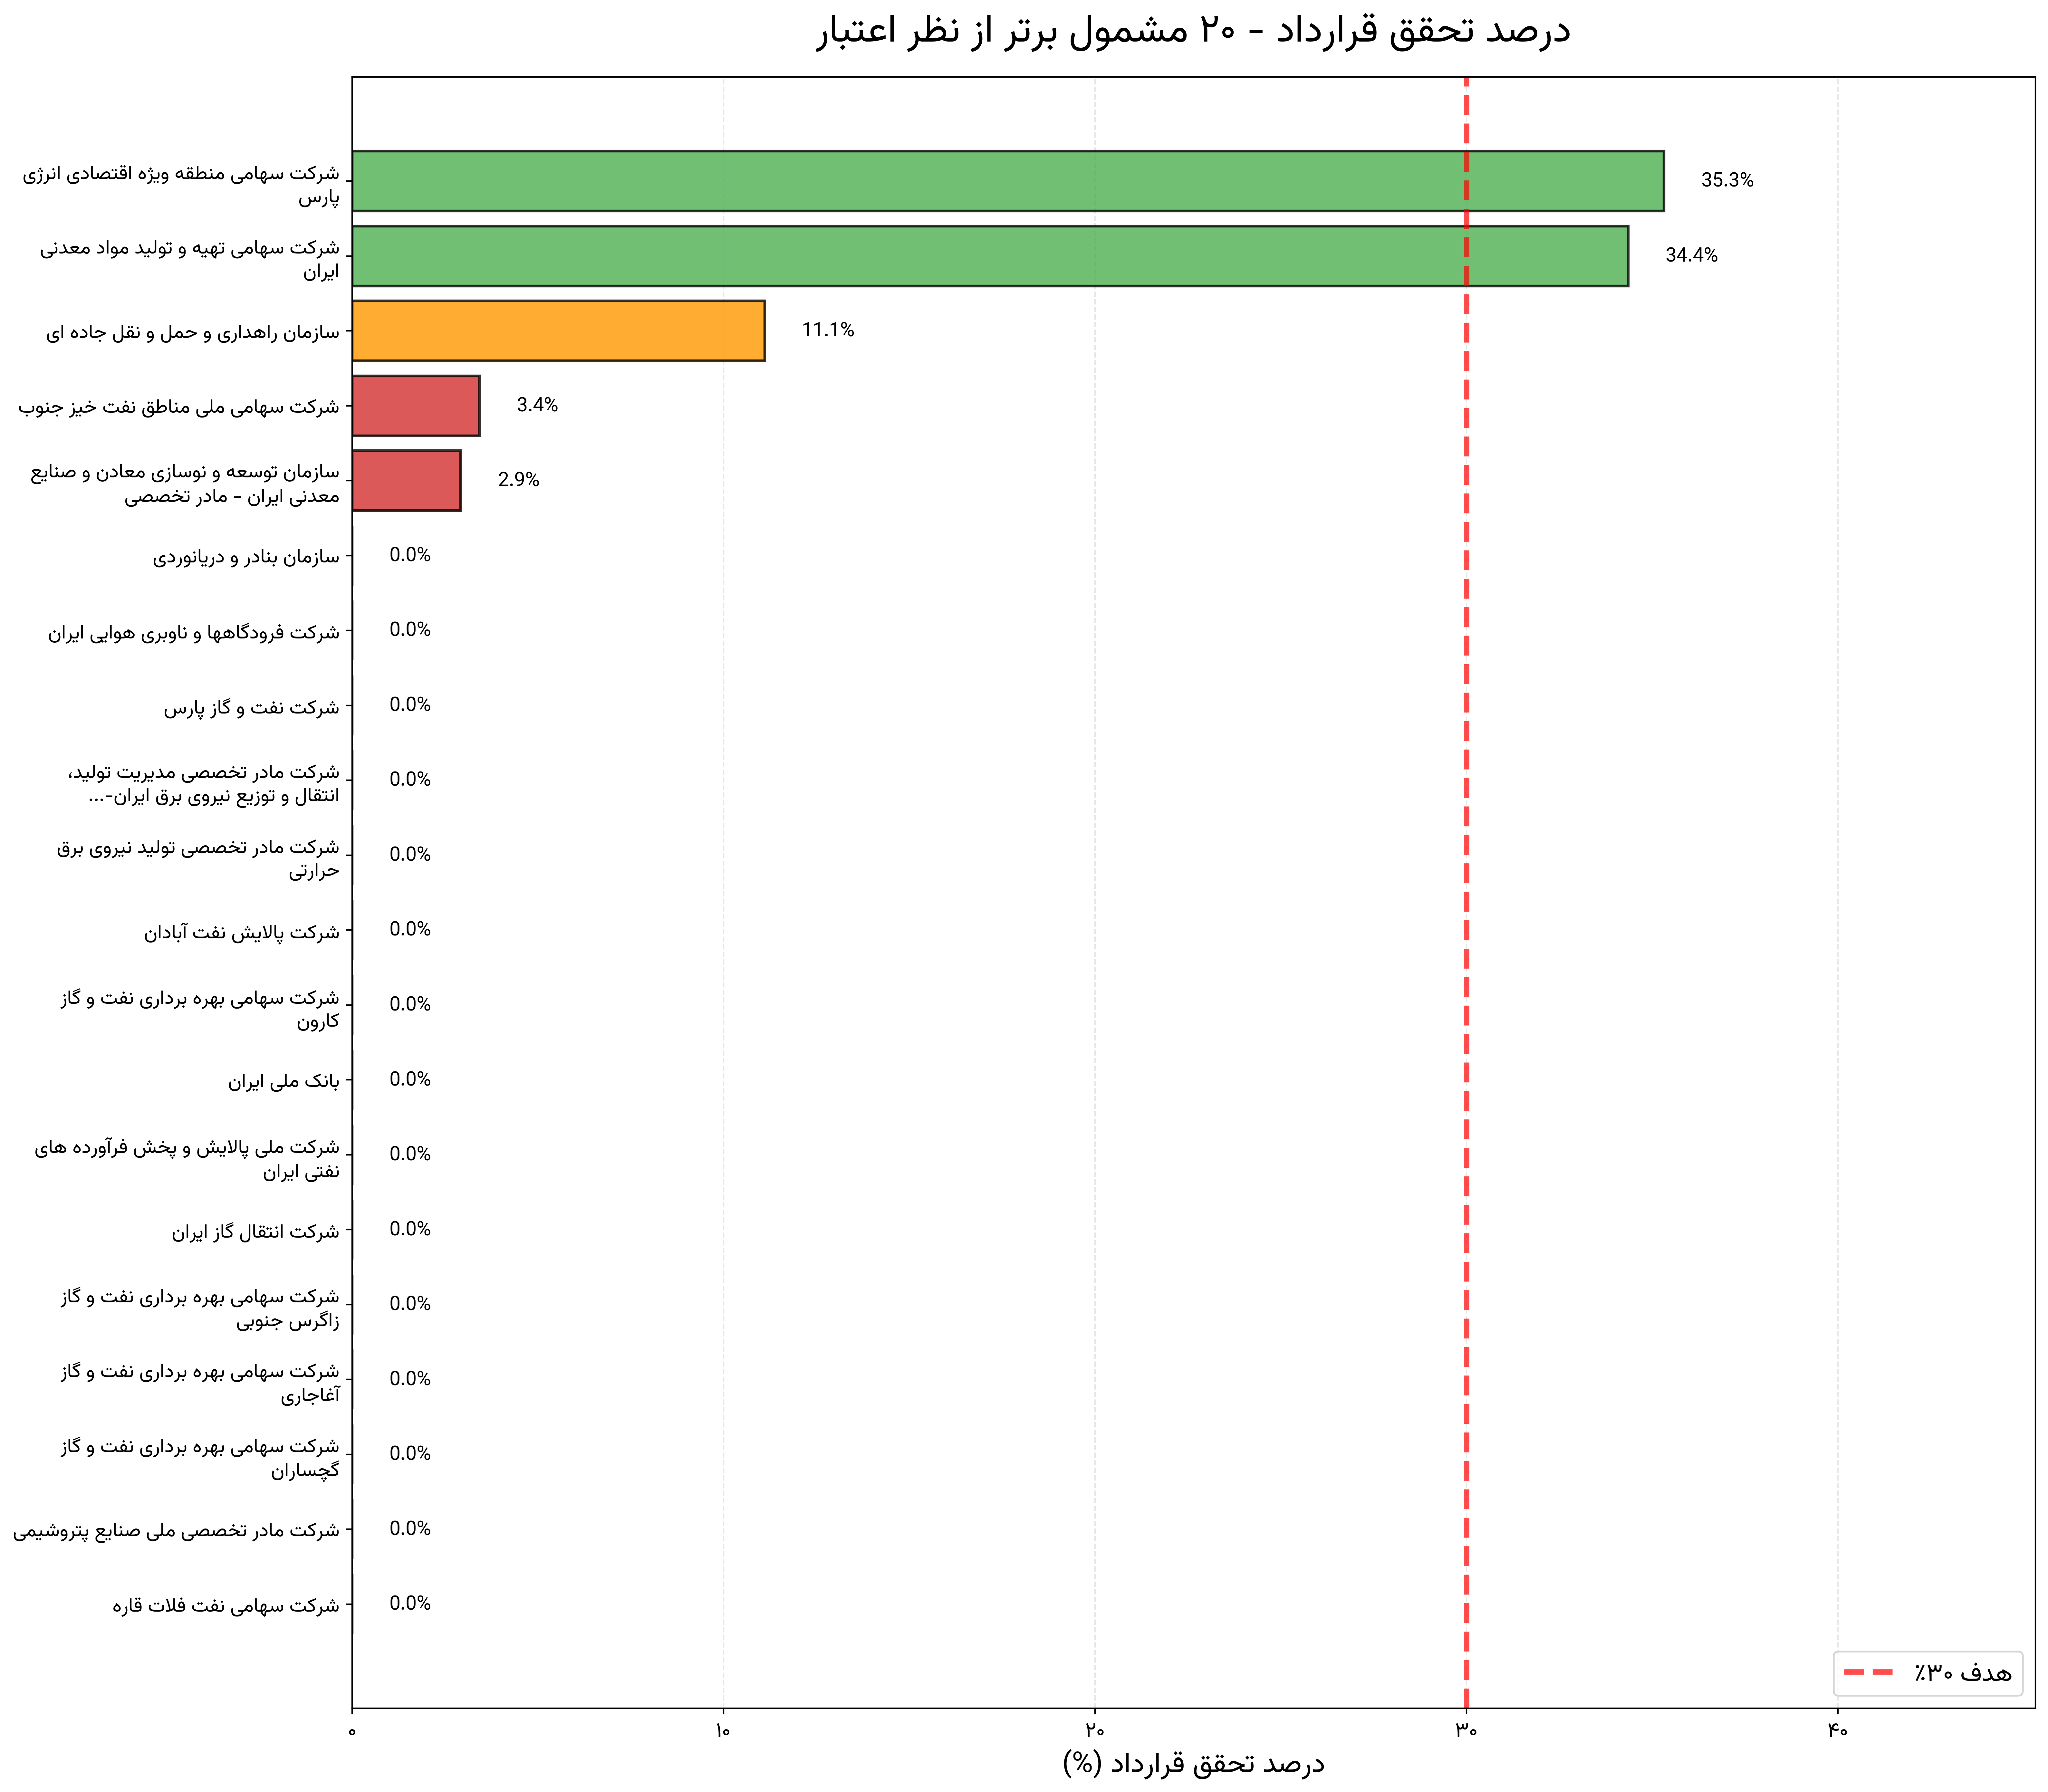 درصد تحقق قرارداد - ۲۰ مشمول برتر از نظر اعتبار
شرکت سهامی منطقه ویژه اقتصادی انرژی
پارس
35.3%
شرکت سهامی تهیه و تولید مواد معدنی
ایران
34.4%
سازمان راهداری و حمل و نقل جاده ای
11.1%
شرکت سهامی ملی مناطق نفت خیز جنوب
3.4%
سازمان توسعه و نوسازی معادن و صنایع
معدنی ایران - مادر تخصصی
2.9%
سازمان بنادر و دریانوردی
0.0%
شرکت فرودگاهها و ناوبری هوایی ایران
0.0%
شرکت نفت و گاز پارس
0.0%
شرکت مادر تخصصی مدیریت تولید،
انتقال و توزیع نیروی برق ایران-...
0.0%
شرکت مادر تخصصی تولید نیروی برق
حرارتی
0.0%
شرکت پالایش نفت آبادان
0.0%
شرکت سهامی بهره برداری نفت و گاز
کارون
0.0%
بانک ملی ایران
0.0%
شرکت ملی پالایش و پخش فرآورده های
نفتی ایران
0.0%
شرکت انتقال گاز ایران
0.0%
شرکت سهامی بهره برداری نفت و گاز
زاگرس جنوبی
0.0%
شرکت سهامی بهره برداری نفت و گاز
آغاجاری
0.0%
شرکت سهامی بهره برداری نفت و گاز
گچساران
0.0%
شرکت مادر تخصصی ملی صنایع پتروشیمی
0.0%
شرکت سهامی نفت فلات قاره
0.0%
هدف ۳۰٪
۰ ۱۰ ۲۰ ۳۰ ۴۰
درصد تحقق قرارداد (%)